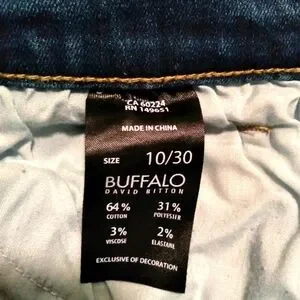 CA 60224
RN 149651
MADE IN CHINA
SIZE 10/30
BUFFALO
DAVID BITTON
64% 31%
COTTON POLYESTER
3% 2%
VISCOSE ELASTANE
EXCLUSIVE OF DECORATION